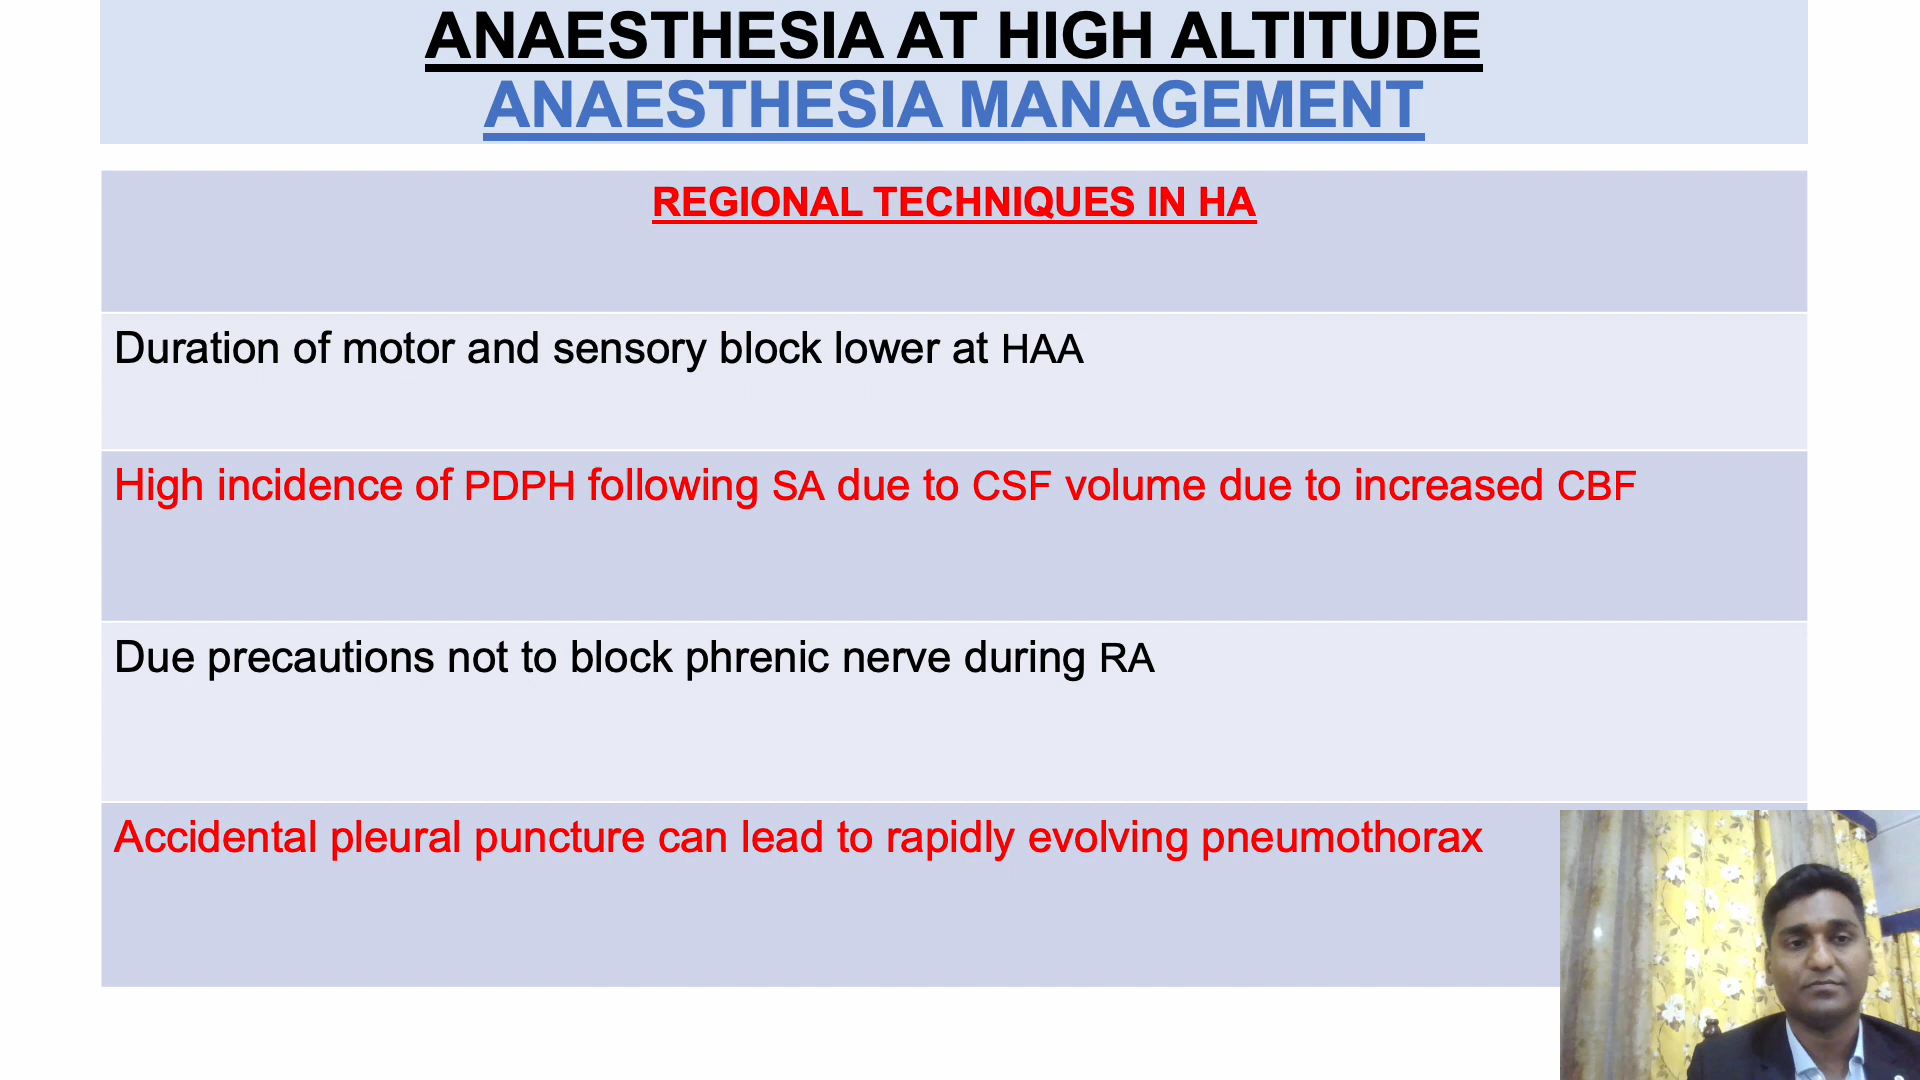 ANAESTHESIA AT HIGH ALTITUDE
ANAESTHESIA MANAGEMENT
REGIONAL TECHNIQUES IN HA
Duration of motor and sensory block lower at HAA
High incidence of PDPH following SA due to CSF volume due to increased CBF
Due precautions not to block phrenic nerve during RA
Accidental pleural puncture can lead to rapidly evolving pneumothorax